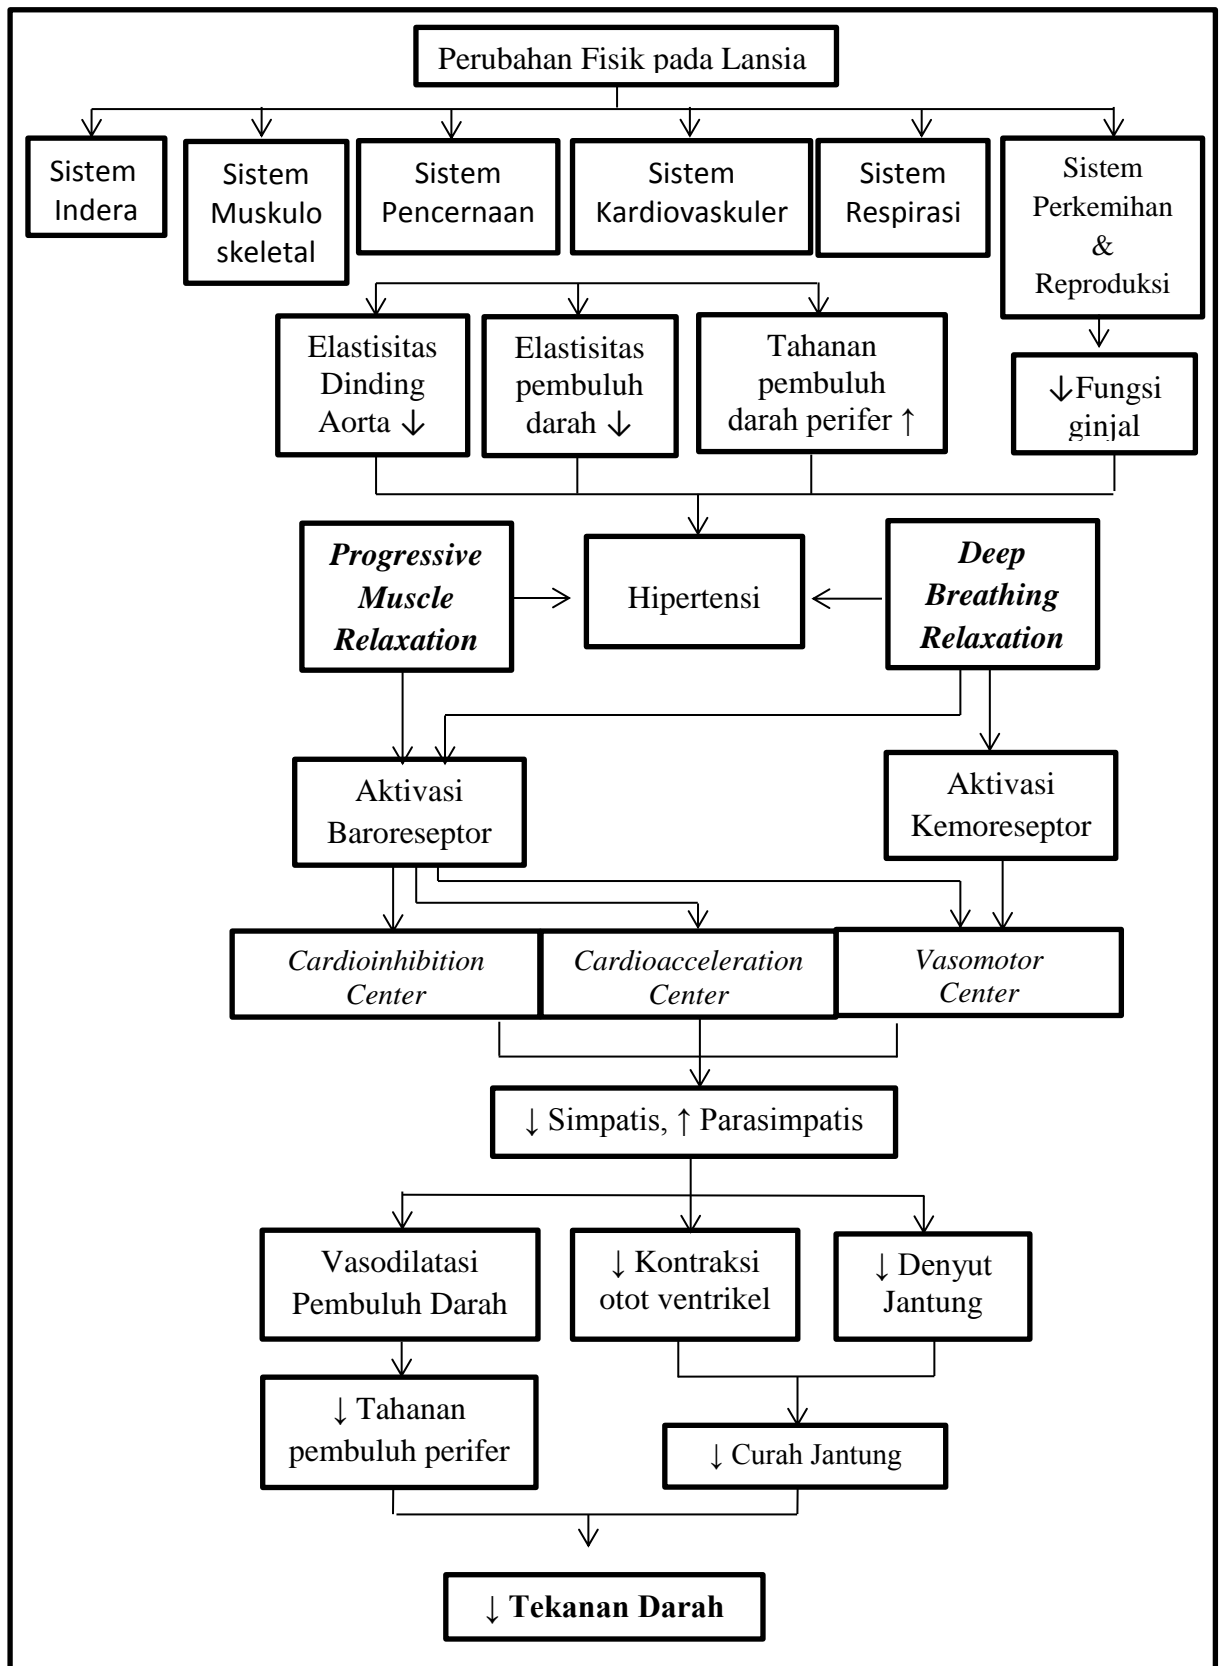 Perubahan Fisik pada Lansia
Sistem
Indera
Sistem
Muskulo
skeletal
Sistem
Pencernaan
Sistem
Kardiovaskuler
Sistem
Respirasi
Sistem
Perkemihan
&
Reproduksi
Elastisitas
Dinding
Aorta ↓
Elastisitas
pembuluh
darah ↓
Tahanan
pembuluh
darah perifer ↑
↓Fungsi
ginjal
Progressive
Muscle
Relaxation
Hipertensi
Deep
Breathing
Relaxation
Aktivasi
Baroreseptor
Aktivasi
Kemoreseptor
Cardioinhibition
Center
Cardioacceleration
Center
Vasomotor
Center
↓ Simpatis, ↑ Parasimpatis
Vasodilatasi
Pembuluh Darah
↓ Kontraksi
otot ventrikel
↓ Denyut
Jantung
↓ Tahanan
pembuluh perifer
↓ Curah Jantung
↓ Tekanan Darah